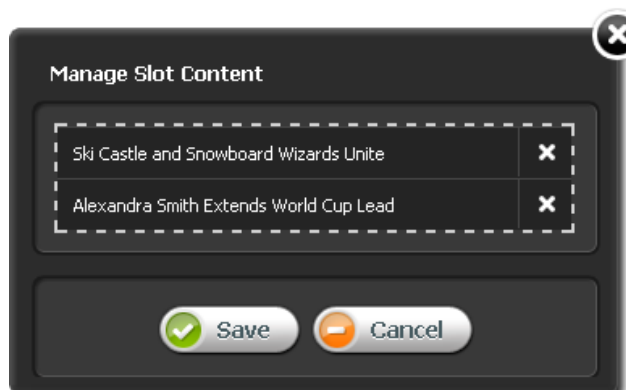 Manage Slot Content
Ski Castle and Snowboard Wizards Unite
Alexandra Smith Extends World Cup Lead
Save
Cancel